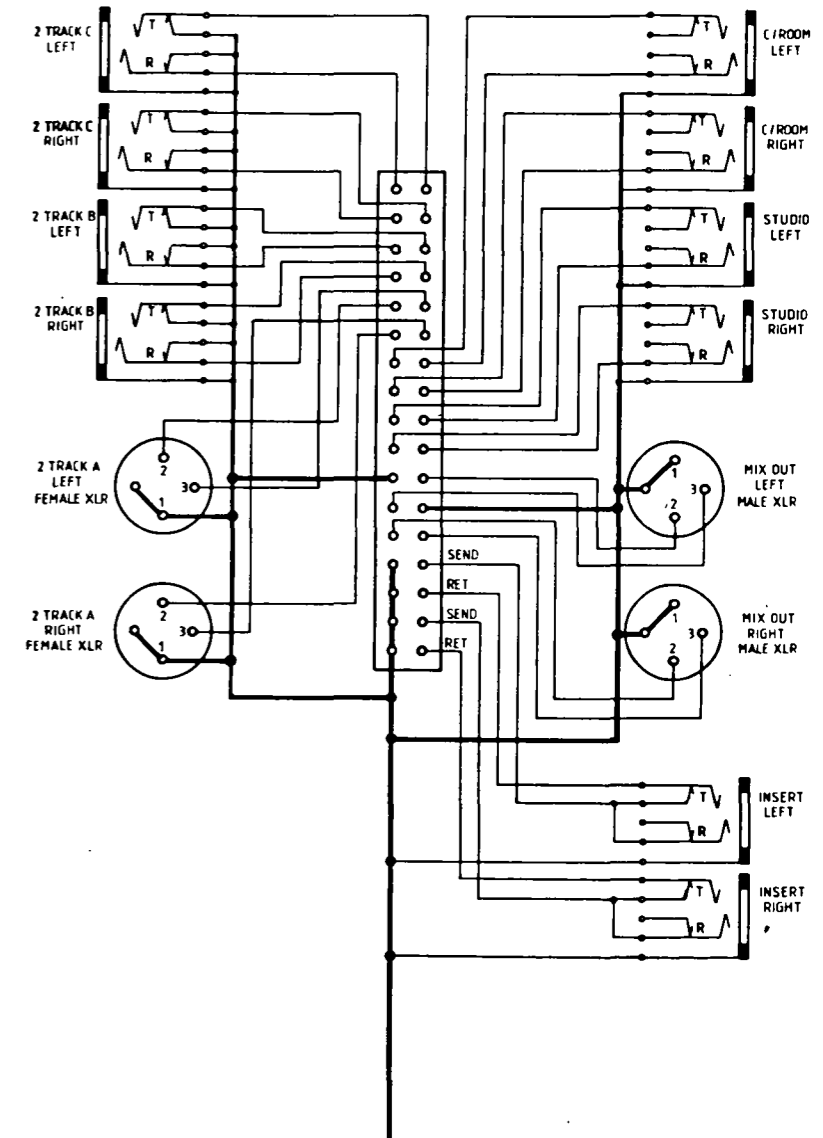 2 TRACK C
LEFT
T
R
2 TRACK C
RIGHT
T
R
2 TRACK B
LEFT
T
R
2 TRACK B
RIGHT
T
R
2 TRACK A
LEFT
FEMALE XLR
2
3
1
2 TRACK A
RIGHT
FEMALE XLR
2
3
1
C/ROOM
LEFT
T
R
C/ROOM
RIGHT
T
R
STUDIO
LEFT
T
R
STUDIO
RIGHT
T
R
MIX OUT
LEFT
MALE XLR
1
3
2
MIX OUT
RIGHT
MALE XLR
1
3
2
SEND
RET
SEND
RET
INSERT
LEFT
T
R
INSERT
RIGHT
T
R